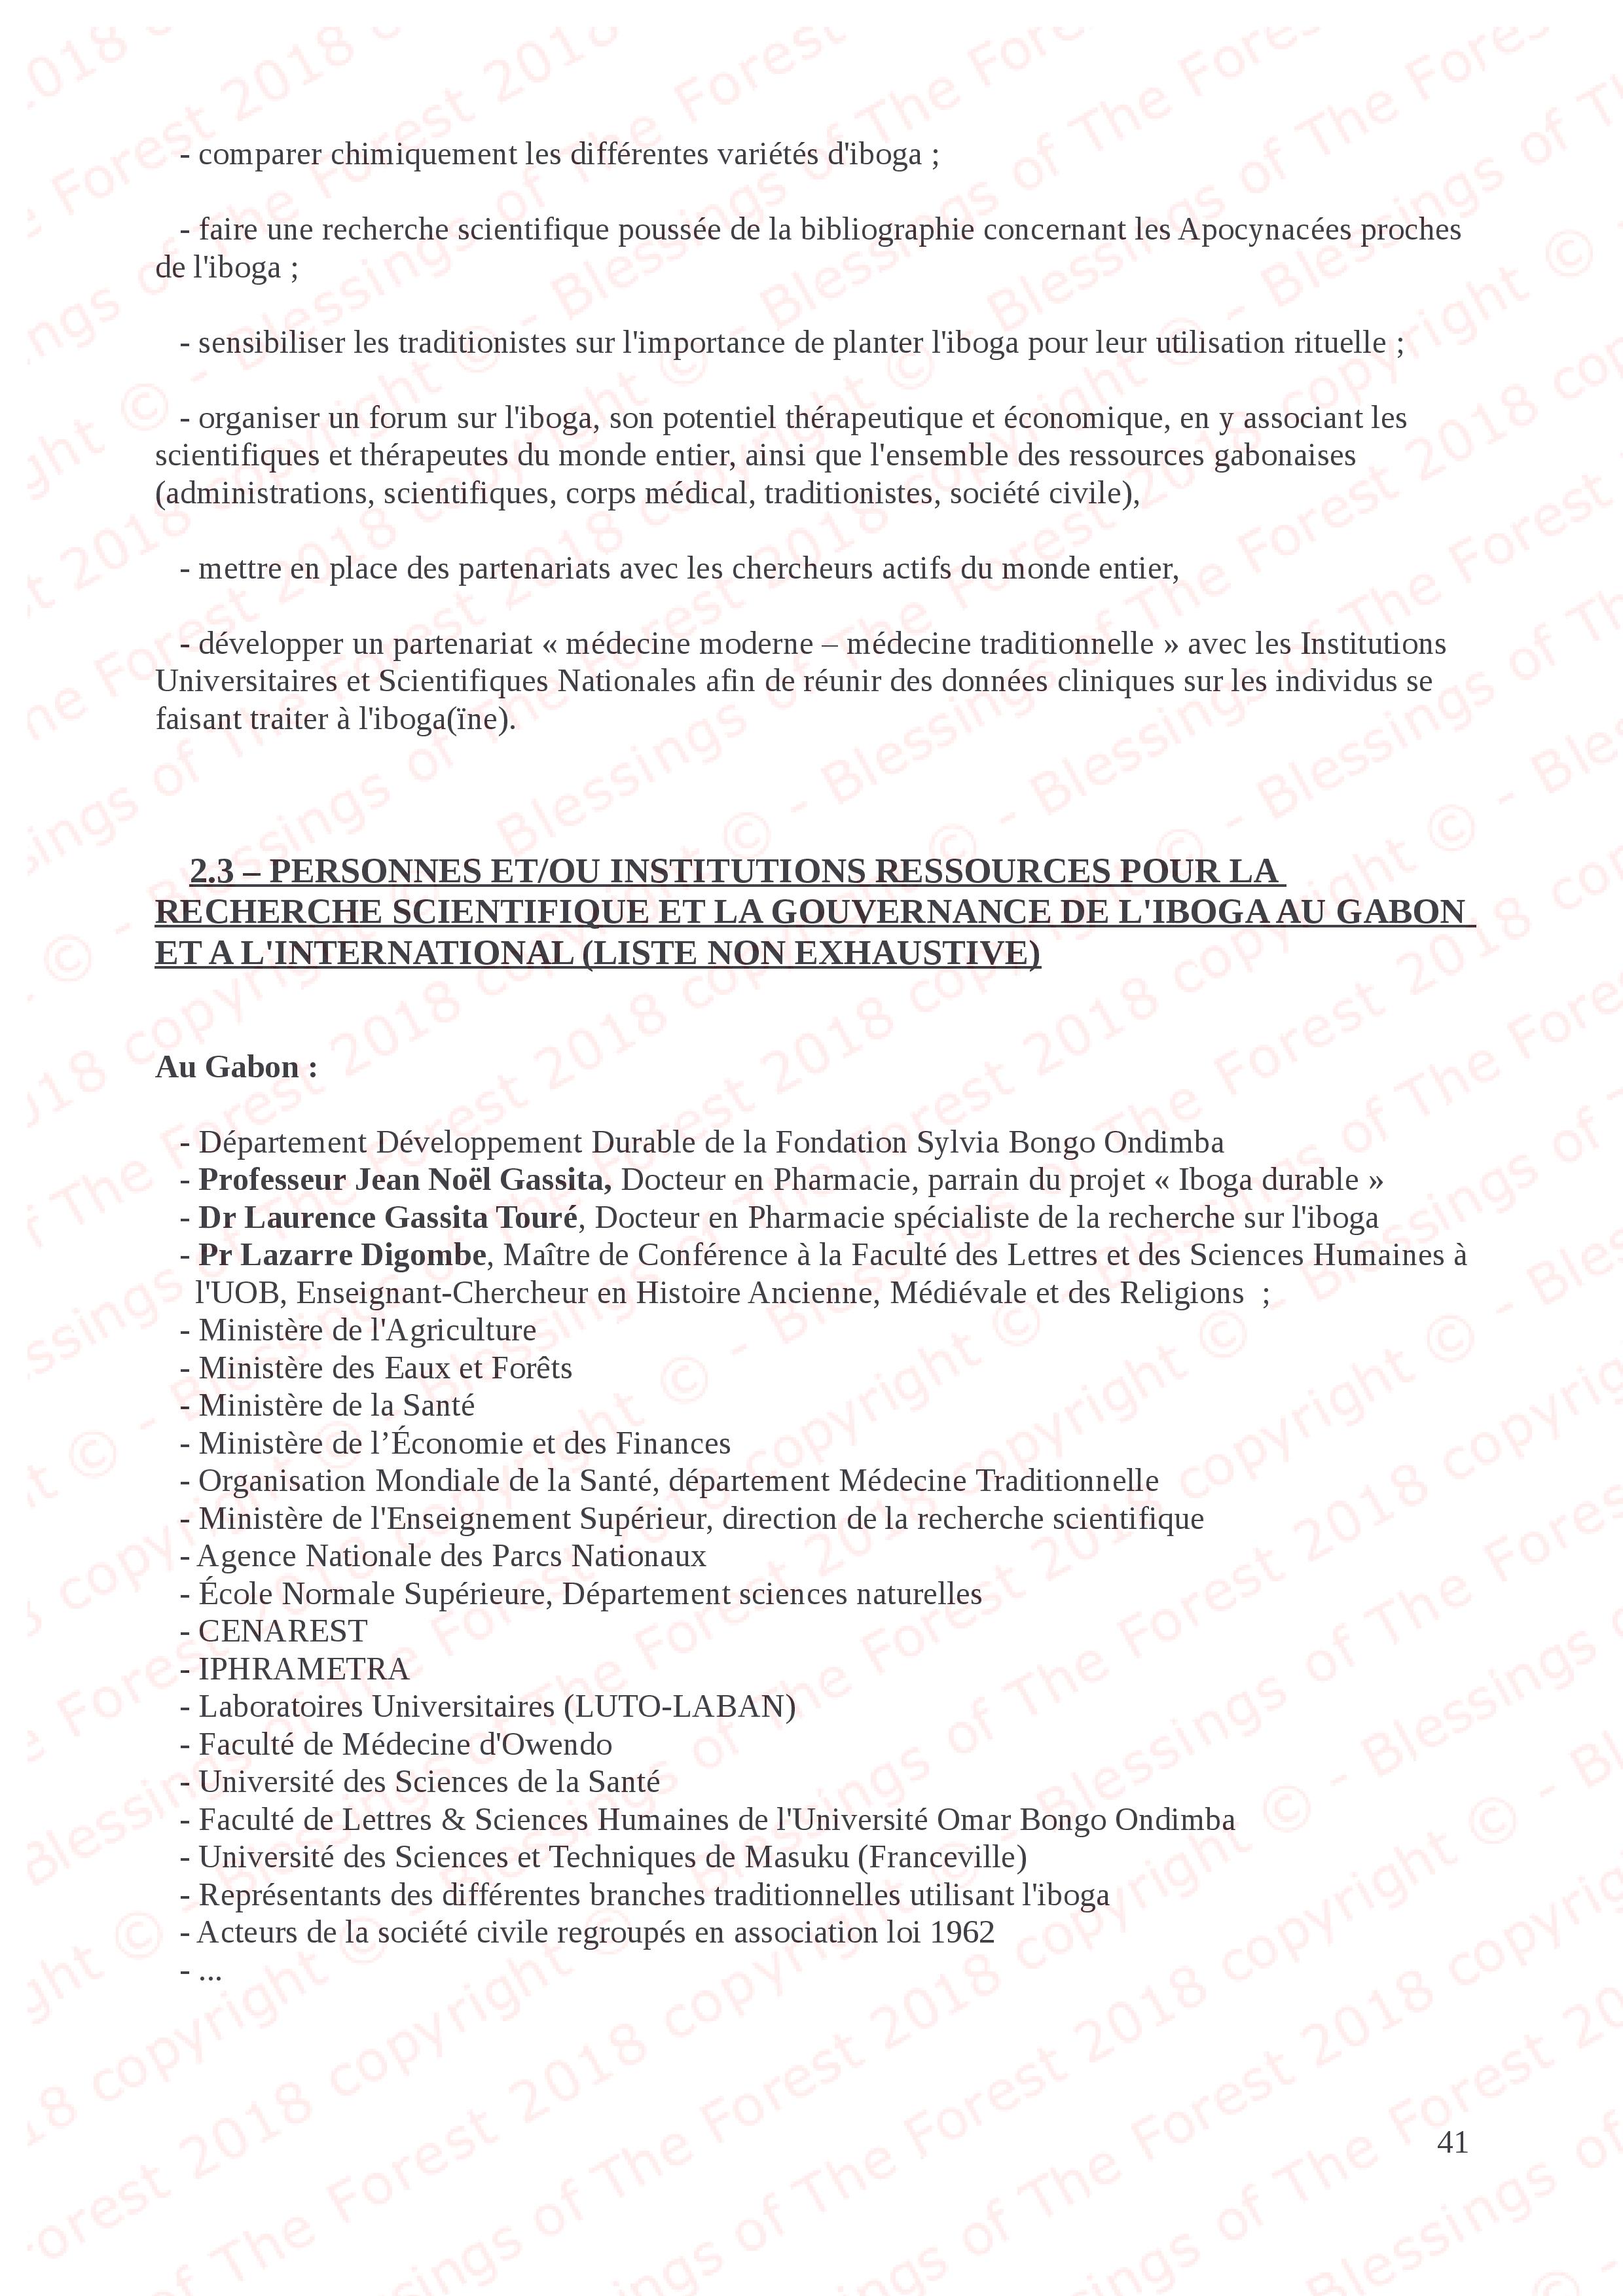 - comparer chimiquement les différentes variétés d'iboga ;
- faire une recherche scientifique poussée de la bibliographie concernant les Apocynacées proches
de l'iboga ;
- sensibiliser les traditionistes sur l'importance de planter l'iboga pour leur utilisation rituelle ;
- organiser un forum sur l'iboga, son potentiel thérapeutique et économique, en y associant les
scientifiques et thérapeutes du monde entier, ainsi que l'ensemble des ressources gabonaises
(administrations, scientifiques, corps médical, traditionistes, société civile),
- mettre en place des partenariats avec les chercheurs actifs du monde entier,
- développer un partenariat « médecine moderne – médecine traditionnelle » avec les Institutions
Universitaires et Scientifiques Nationales afin de réunir des données cliniques sur les individus se
faisant traiter à l'iboga(ïne).
2.3 – PERSONNES ET/OU INSTITUTIONS RESSOURCES POUR LA
RECHERCHE SCIENTIFIQUE ET LA GOUVERNANCE DE L'IBOGA AU GABON
ET A L'INTERNATIONAL (LISTE NON EXHAUSTIVE)
Au Gabon :
- Département Développement Durable de la Fondation Sylvia Bongo Ondimba
- Professeur Jean Noël Gassita, Docteur en Pharmacie, parrain du projet « Iboga durable »
- Dr Laurence Gassita Touré, Docteur en Pharmacie spécialiste de la recherche sur l'iboga
- Pr Lazarre Digombe, Maître de Conférence à la Faculté des Lettres et des Sciences Humaines à
l'UOB, Enseignant-Chercheur en Histoire Ancienne, Médiévale et des Religions ;
- Ministère de l'Agriculture
- Ministère des Eaux et Forêts
- Ministère de la Santé
- Ministère de l’Économie et des Finances
- Organisation Mondiale de la Santé, département Médecine Traditionnelle
- Ministère de l'Enseignement Supérieur, direction de la recherche scientifique
- Agence Nationale des Parcs Nationaux
- École Normale Supérieure, Département sciences naturelles
- CENAREST
- IPHRAMETRA
- Laboratoires Universitaires (LUTO-LABAN)
- Faculté de Médecine d'Owendo
- Université des Sciences de la Santé
- Faculté de Lettres & Sciences Humaines de l'Université Omar Bongo Ondimba
- Université des Sciences et Techniques de Masuku (Franceville)
- Représentants des différentes branches traditionnelles utilisant l'iboga
- Acteurs de la société civile regroupés en association loi 1962
- ...
41